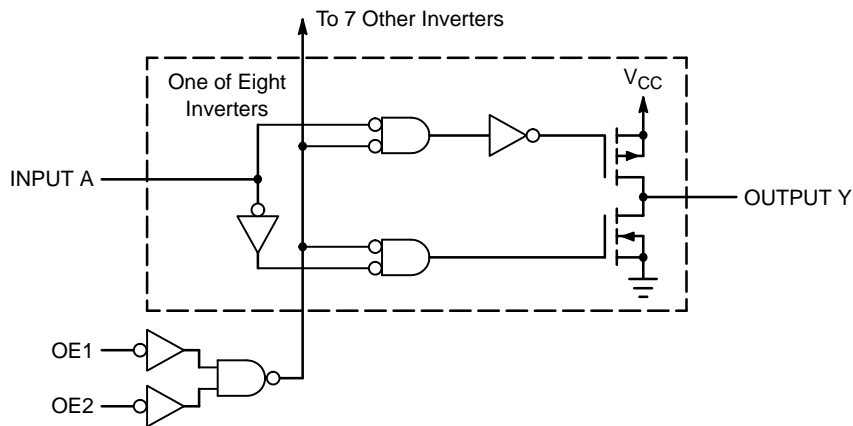 To 7 Other Inverters
One of Eight
Inverters
VCC
INPUT A
OUTPUT Y
OE1
OE2